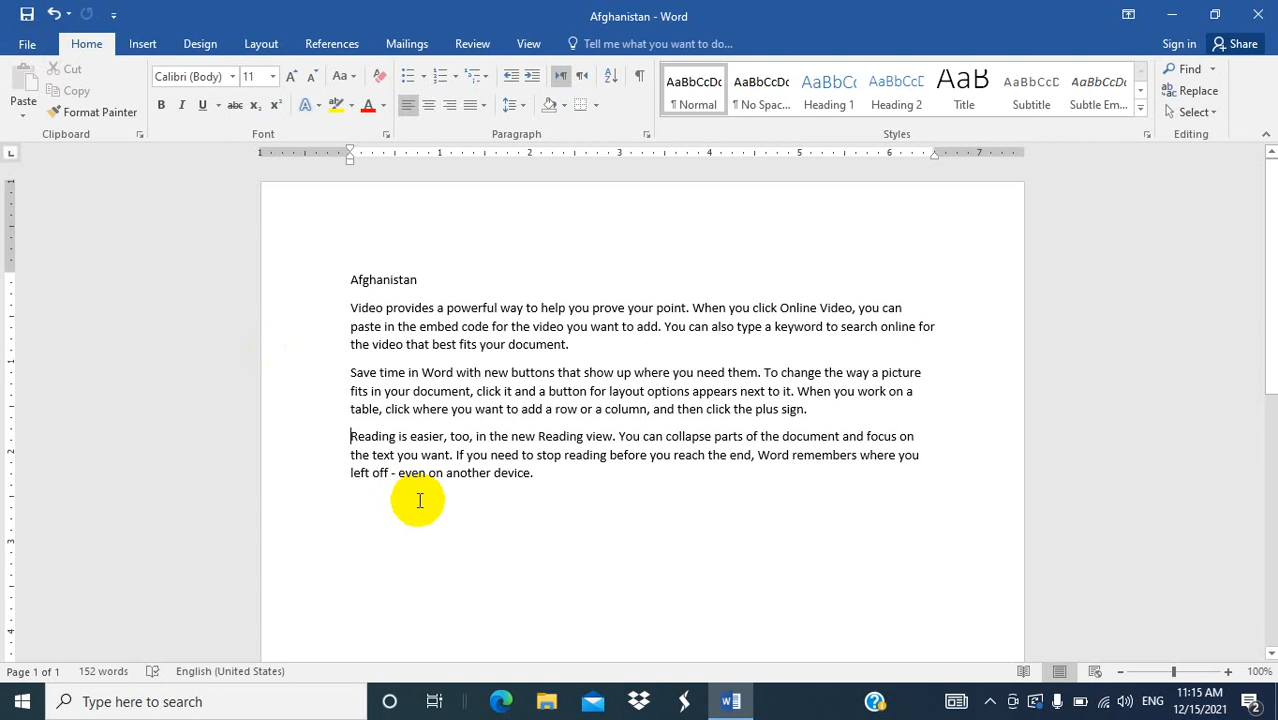 Afghanistan - Word
File Home Insert Design Layout References Mailings Review View Tell me what you want to do... Sign in Share
Paste Cut Copy Format Painter
Calibri (Body) 11
AaBbCcDc AaBbCcDc AaBbCc AaBbCcD AaB AaBbCcD AaBbCcDc
¶ Normal ¶ No Spac... Heading 1 Heading 2 Title Subtitle Subtle Em...
Find Replace Select
Clipboard Font Paragraph Styles Editing
1 1 2 3 4 5 6 7
Afghanistan
Video provides a powerful way to help you prove your point. When you click Online Video, you can
paste in the embed code for the video you want to add. You can also type a keyword to search online for
the video that best fits your document.
Save time in Word with new buttons that show up where you need them. To change the way a picture
fits in your document, click it and a button for layout options appears next to it. When you work on a
table, click where you want to add a row or a column, and then click the plus sign.
Reading is easier, too, in the new Reading view. You can collapse parts of the document and focus on
the text you want. If you need to stop reading before you reach the end, Word remembers where you
left off - even on another device.
Page 1 of 1 152 words English (United States) 100%
Type here to search ENG 11:15 AM
12/15/2021